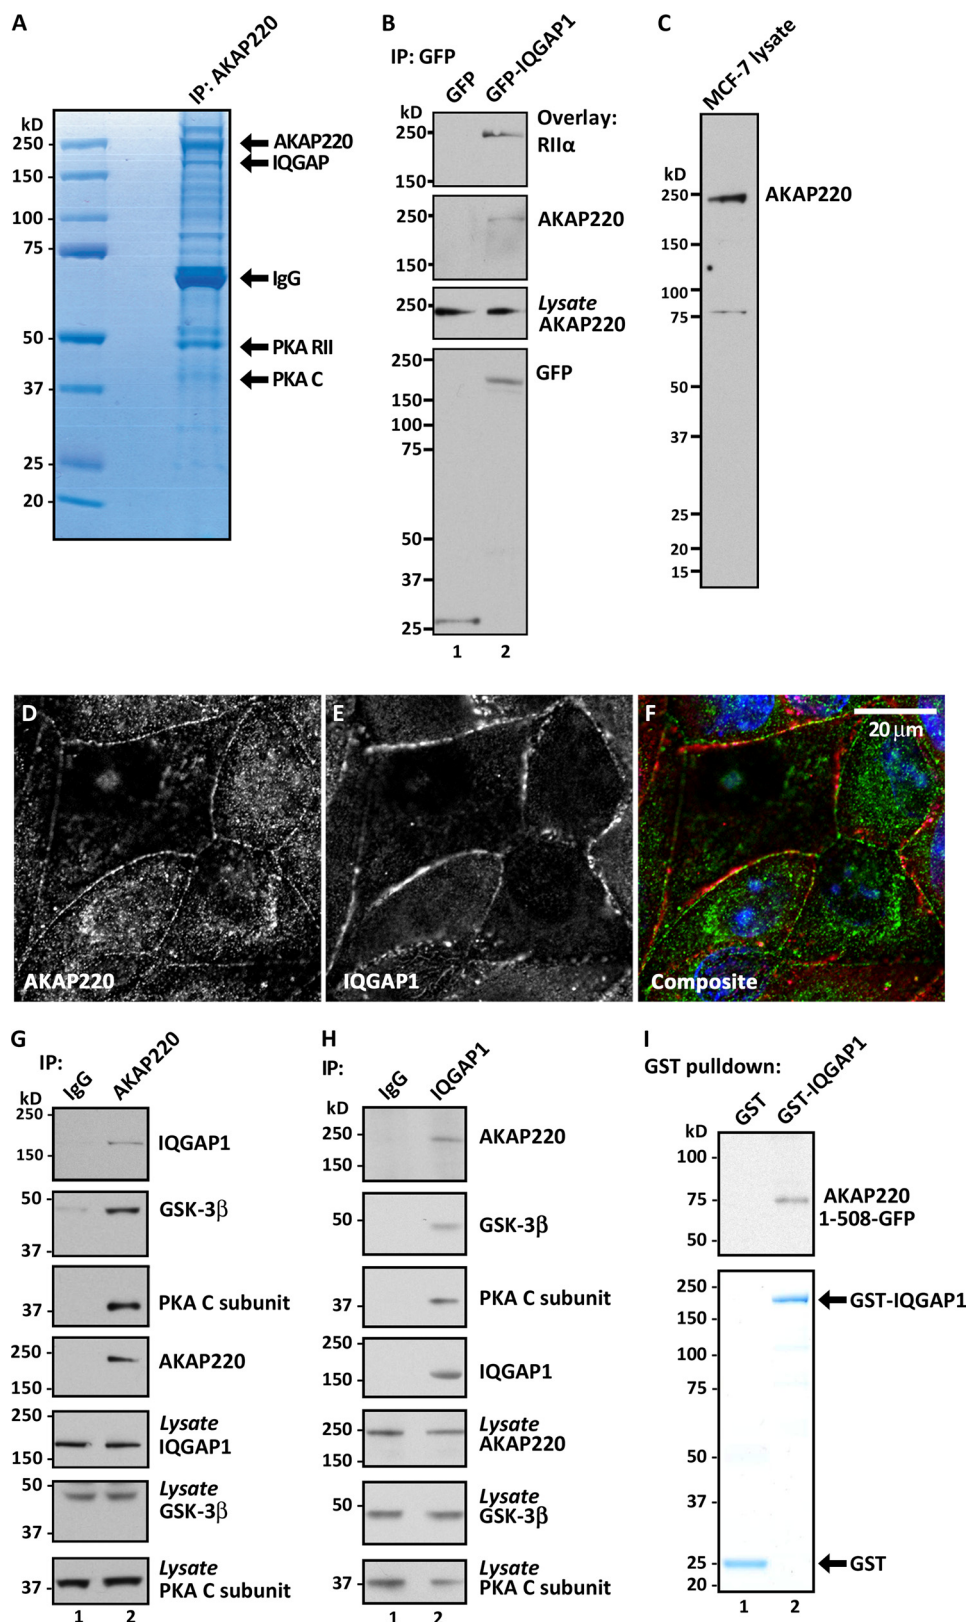 A
IP: AKAP220
kD
250
150
100
75
50
37
25
20
AKAP220
IQGAP
IgG
PKA RII
PKA C
B
IP: GFP
GFP
GFP-IQGAP1
kD
250
150
Overlay:
RIIα
250
150
AKAP220
250
Lysate
AKAP220
250
150
100
75
50
37
25
GFP
1 2
C
MCF-7 lysate
kD
250
150
100
75
50
37
25
20
15
AKAP220
D
AKAP220
E
IQGAP1
F
20 μm
Composite
G
IP:
IgG
AKAP220
kD
250
150
IQGAP1
50
37
GSK-3β
37
PKA C subunit
250
150
AKAP220
250
150
Lysate
IQGAP1
50
37
Lysate
GSK-3β
37
Lysate
PKA C subunit
1 2
H
IP:
IgG
IQGAP1
kD
250
150
AKAP220
50
GSK-3β
37
PKA C subunit
150
IQGAP1
250
150
Lysate
AKAP220
50
Lysate
GSK-3β
37
Lysate
PKA C subunit
1 2
I
GST pulldown:
GST
GST-IQGAP1
kD
100
75
50
AKAP220
1-508-GFP
250
150
100
75
50
37
25
20
GST-IQGAP1
GST
1 2